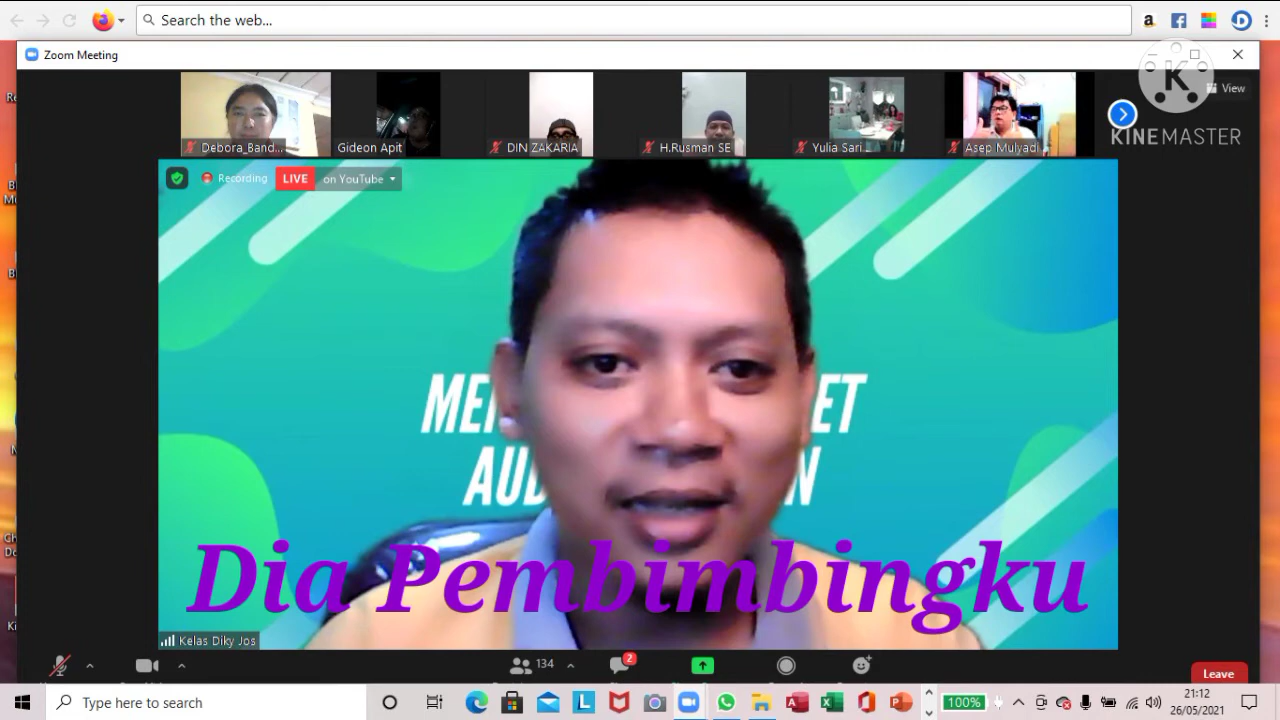 Search the web...
Zoom Meeting
View
KINEMASTER
Debora_Band...
Gideon Apit
DIN ZAKARIA
H.Rusman SE
Yulia Sari
Asep Mulyadi
Recording
LIVE
on YouTube
Dia Pembimbingku
Kelas Diky Jos
134
2
Leave
Type here to search
100%
21:12
26/05/2021